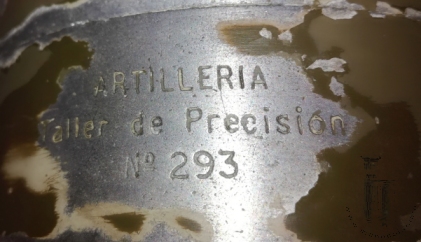 ARTILLERIA
Taller de Precisión
Nº 293